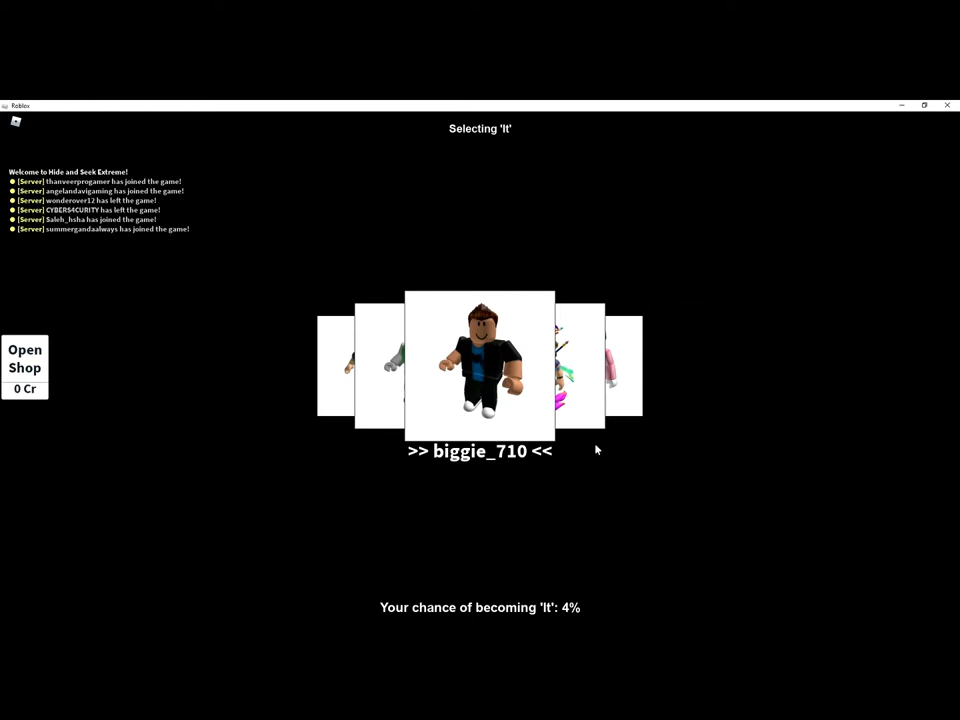 Roblox
Selecting 'It'
Welcome to Hide and Seek Extreme!
[Server] thanveerprogamer has joined the game!
[Server] angelandavigaming has joined the game!
[Server] wonderover12 has left the game!
[Server] CYBERS4CURITY has left the game!
[Server] Saleh_hsha has joined the game!
[Server] summergandaalways has joined the game!
Open
Shop
0 Cr
>> biggie_710 <<
Your chance of becoming 'It': 4%